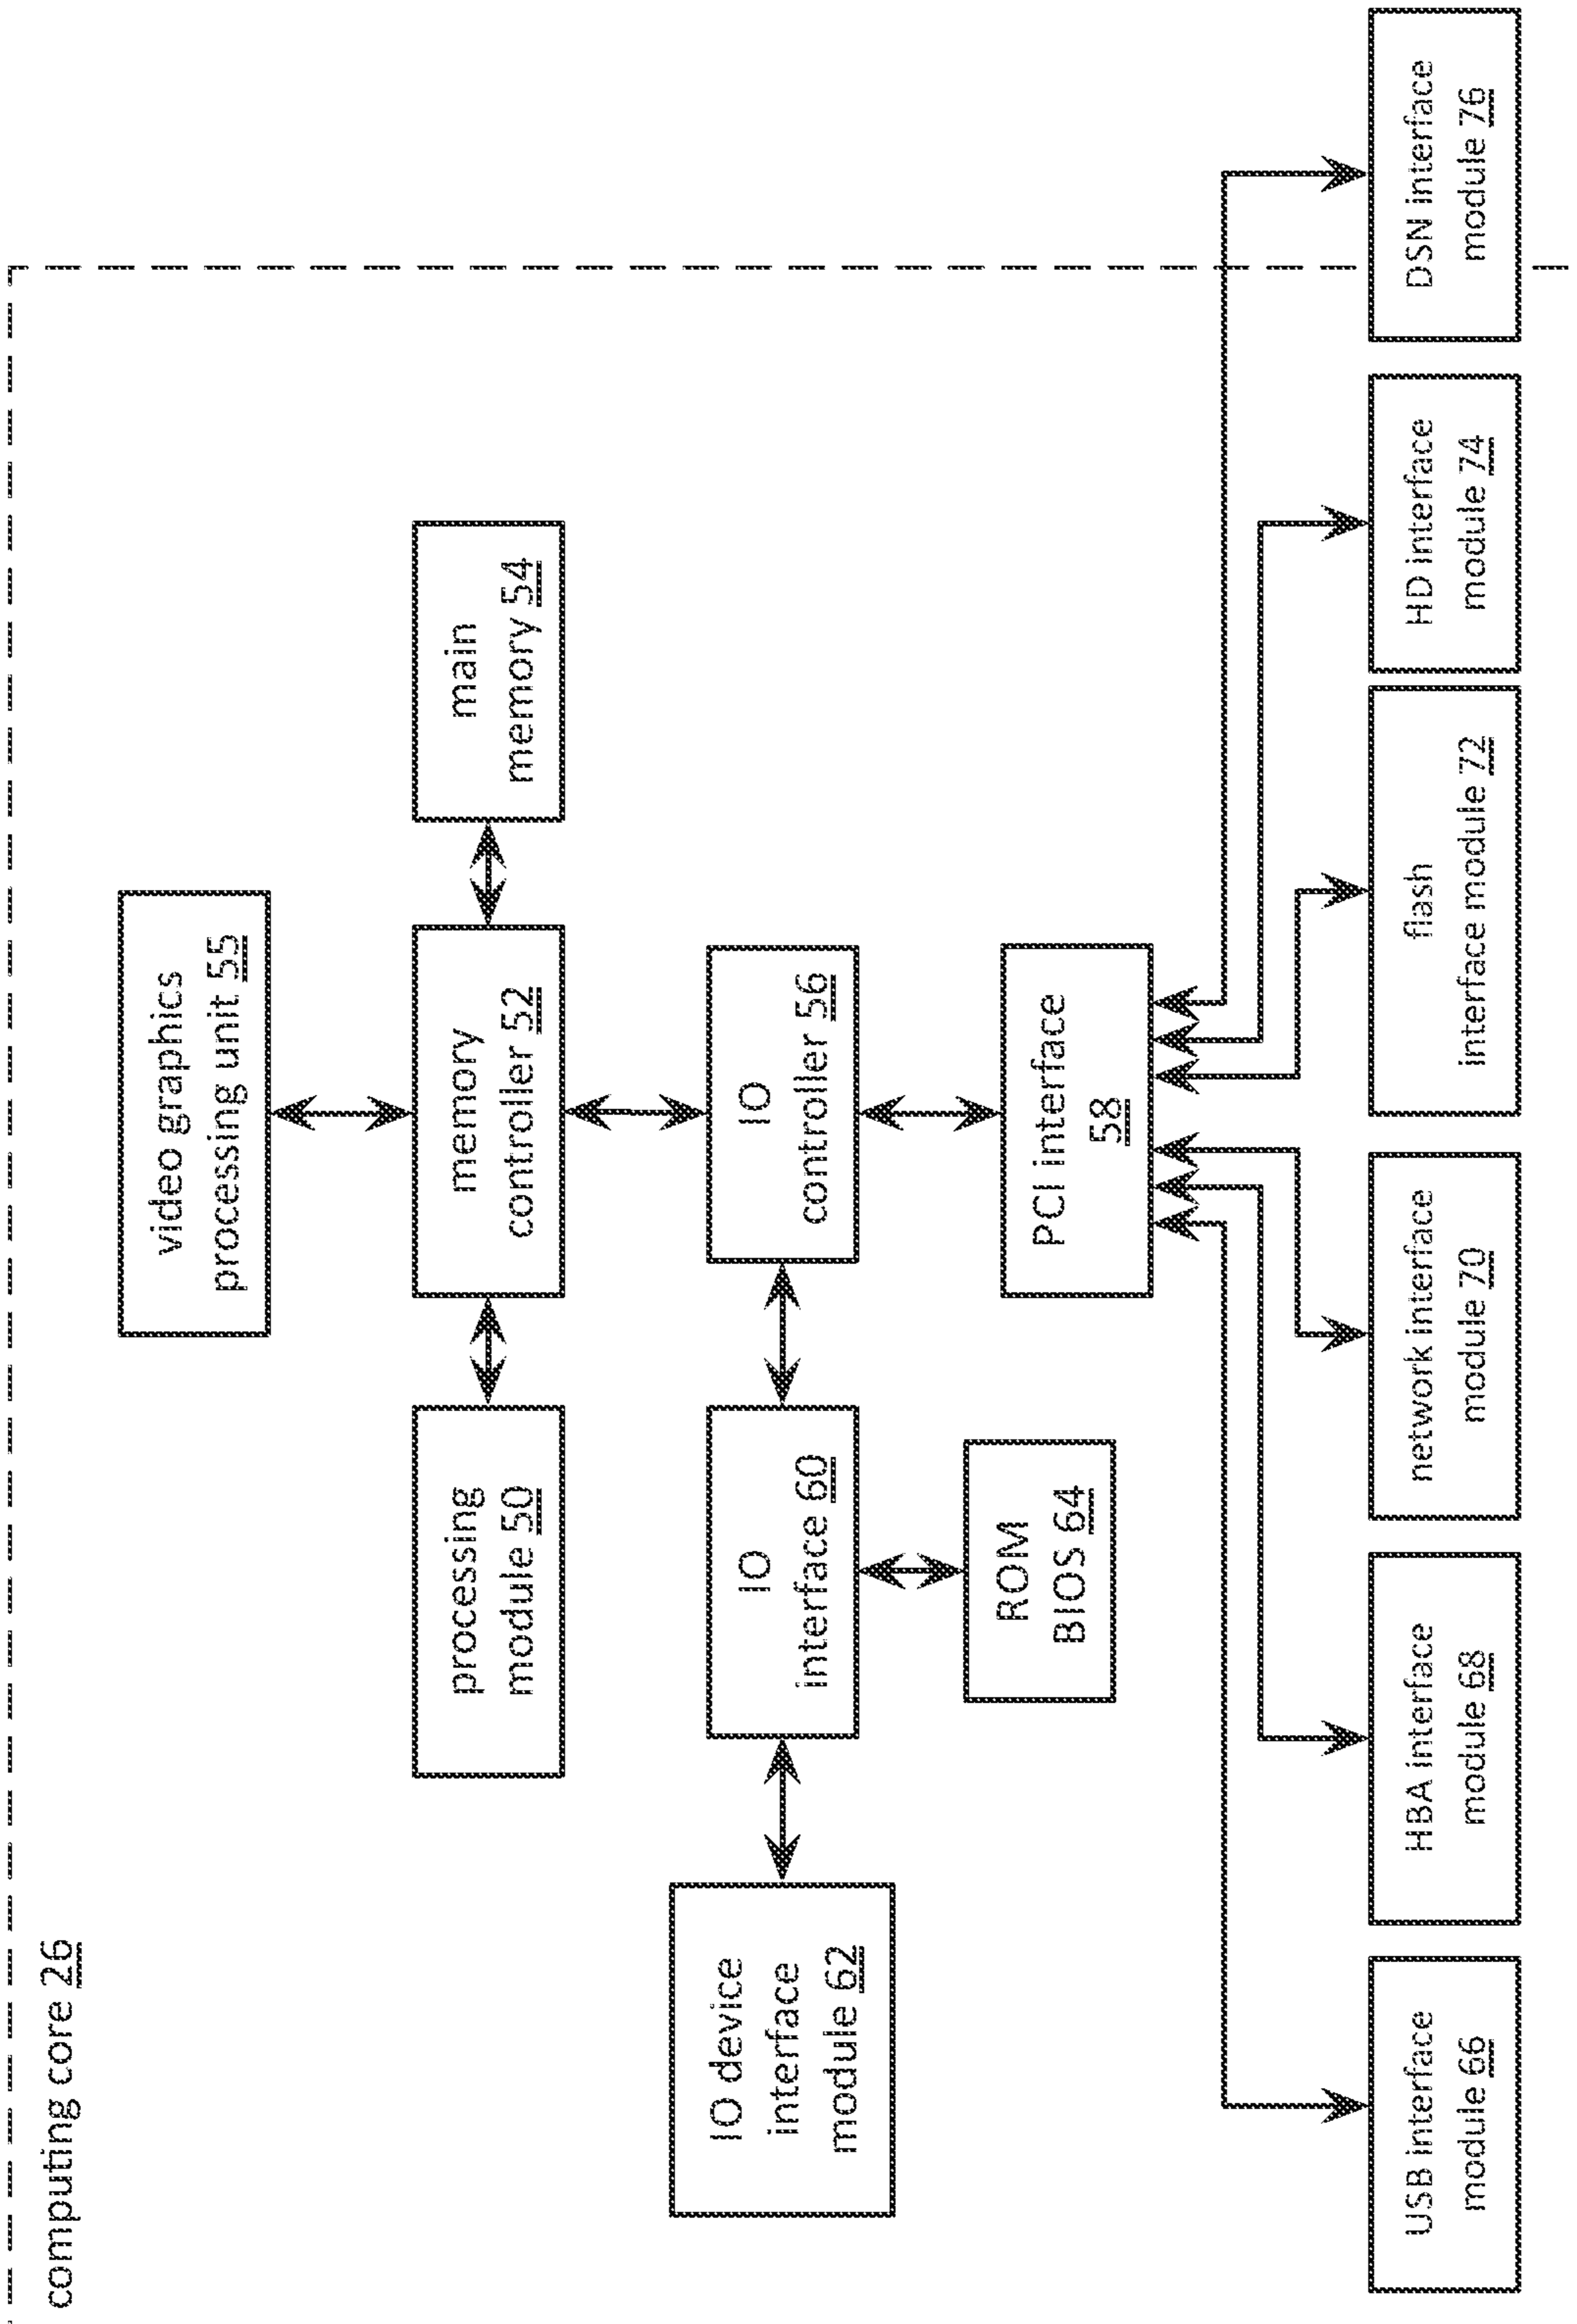 computing core 26
video graphics
processing unit 55
processing
module 50
memory
controller 52
main
memory 54
IO device
interface
module 62
IO
interface 60
IO
controller 56
ROM
BIOS 64
PCI interface
58
USB interface
module 66
HBA interface
module 68
network interface
module 70
flash
interface module 72
HD interface
module 74
DSN interface
module 76